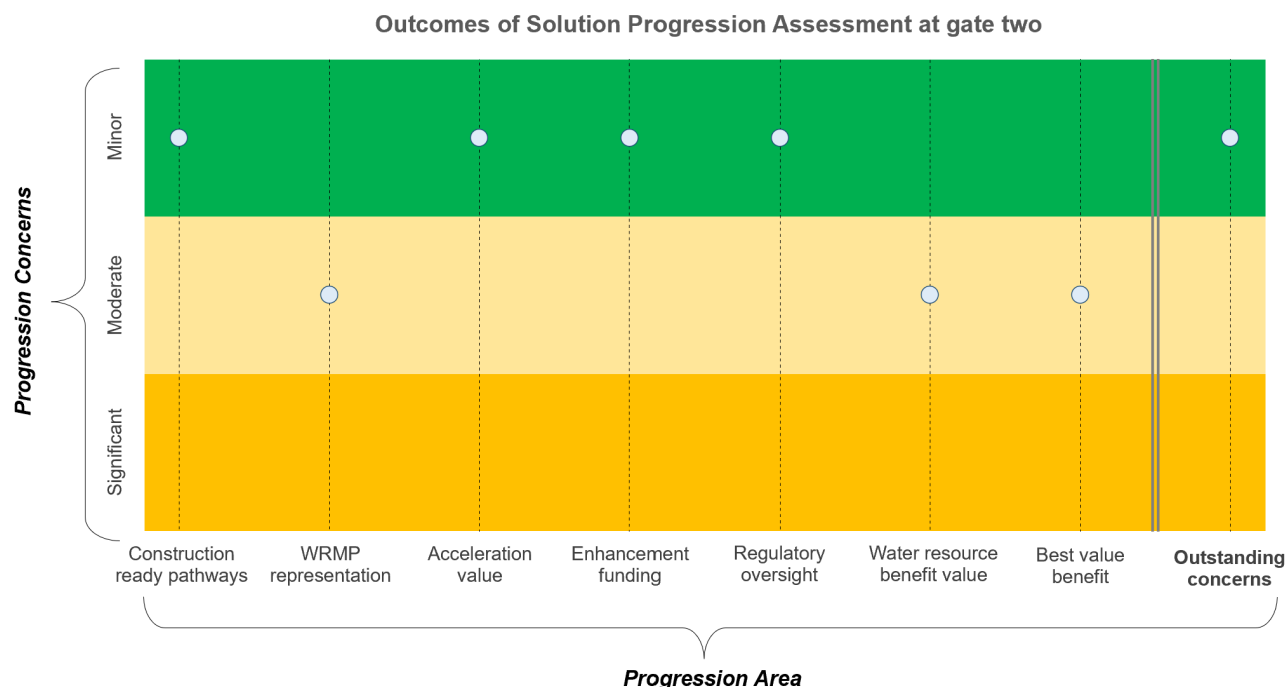 Outcomes of Solution Progression Assessment at gate two
Progression Concerns
Minor
Moderate
Significant
Construction
ready pathways
WRMP
representation
Acceleration
value
Enhancement
funding
Regulatory
oversight
Water resource
benefit value
Best value
benefit
Outstanding
concerns
Progression Area